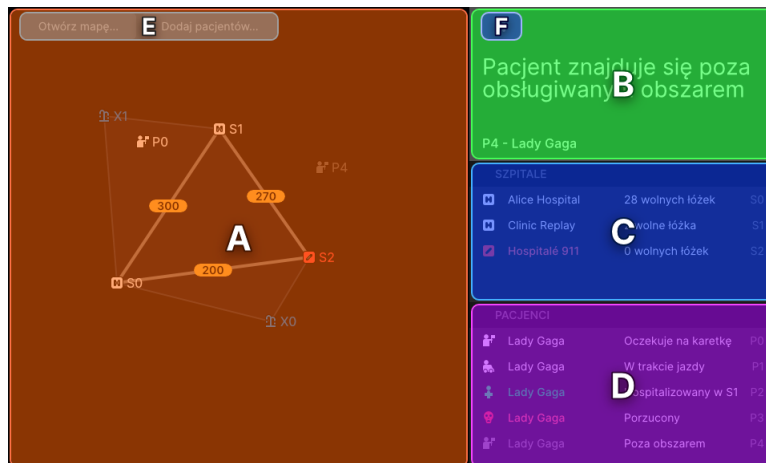 Otwórz mapę... E Dodaj pacjentów...
X1
S1
P0
P4
300
270
A
200
S2
S0
X0
F
Pacjent znajduje się poza
obsługiwany obszarem
B
P4 - Lady Gaga
SZPITALE
Alice Hospital 28 wolnych łóżek S0
Clinic Replay wolne łóżka S1
Hospitalé 911 0 wolnych łóżek S2
C
PACJENCI
Lady Gaga Oczekuje na karetkę P0
Lady Gaga W trakcie jazdy P1
Lady Gaga ospitalizowany w S1 P2
D
Lady Gaga Porzucony P3
Lady Gaga Poza obszarem P4